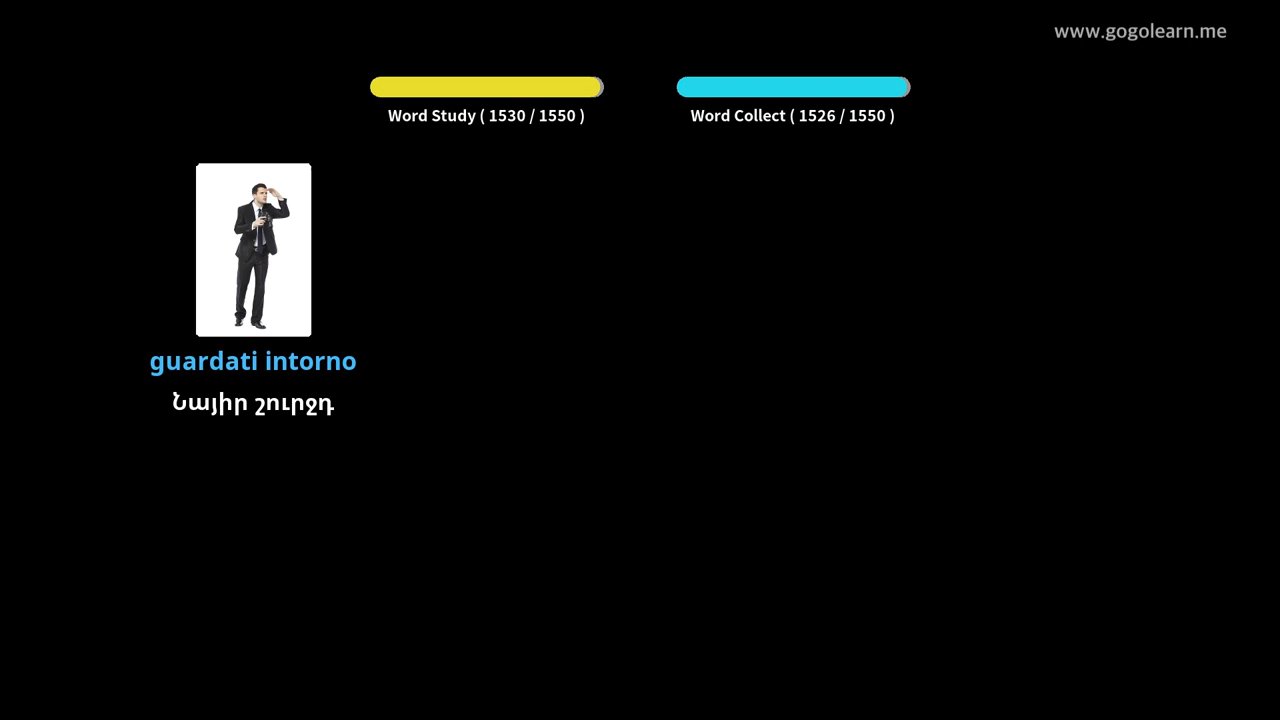 www.gogolearn.me
Word Study ( 1530 / 1550 )
Word Collect ( 1526 / 1550 )
guardati intorno
Նայիր շուրջդ